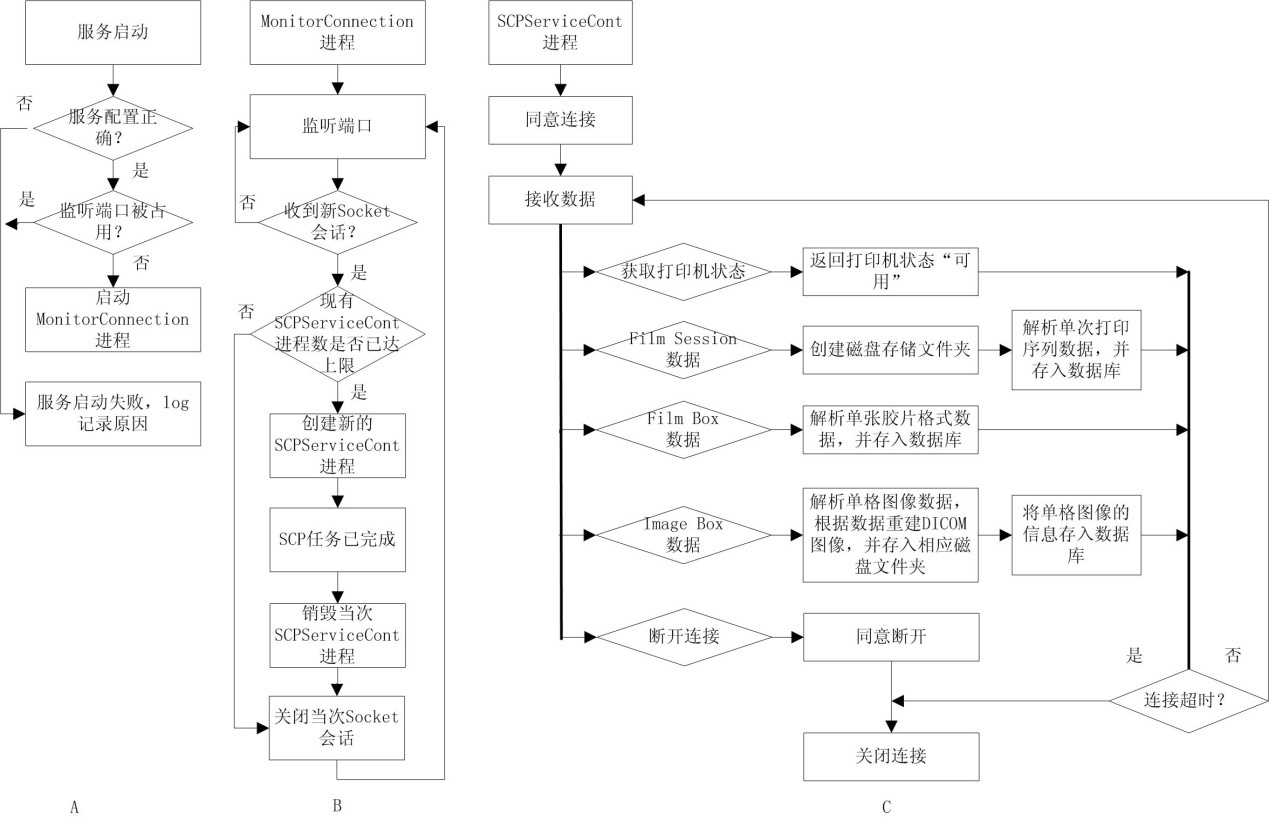 服务启动
否
服务配置正
确?
是
是
监听端口被占
用?
否
启动
MonitorConnection
进程
服务启动失败，log
记录原因
A
MonitorConnection
进程
监听端口
否
收到新Socket
会话?
是
否
现有
SCPServiceCont
进程数是否已达
上限
是
创建新的
SCPServiceCont
进程
SCP任务已完成
销毁当次
SCPServiceCont
进程
关闭当次Socket
会话
B
SCPServiceCont
进程
同意连接
接收数据
获取打印机状态
返回打印机状态“可
用”
Film Session
数据
创建磁盘存储文件夹
解析单次打印
序列数据，并
存入数据库
Film Box
数据
解析单张胶片格式数
据，并存入数据库
Image Box
数据
解析单格图像数据，
根据数据重建DICOM
图像，并存入相应磁
盘文件夹
将单格图像的
信息存入数据
库
断开连接
同意断开
是
否
连接超时?
关闭连接
C